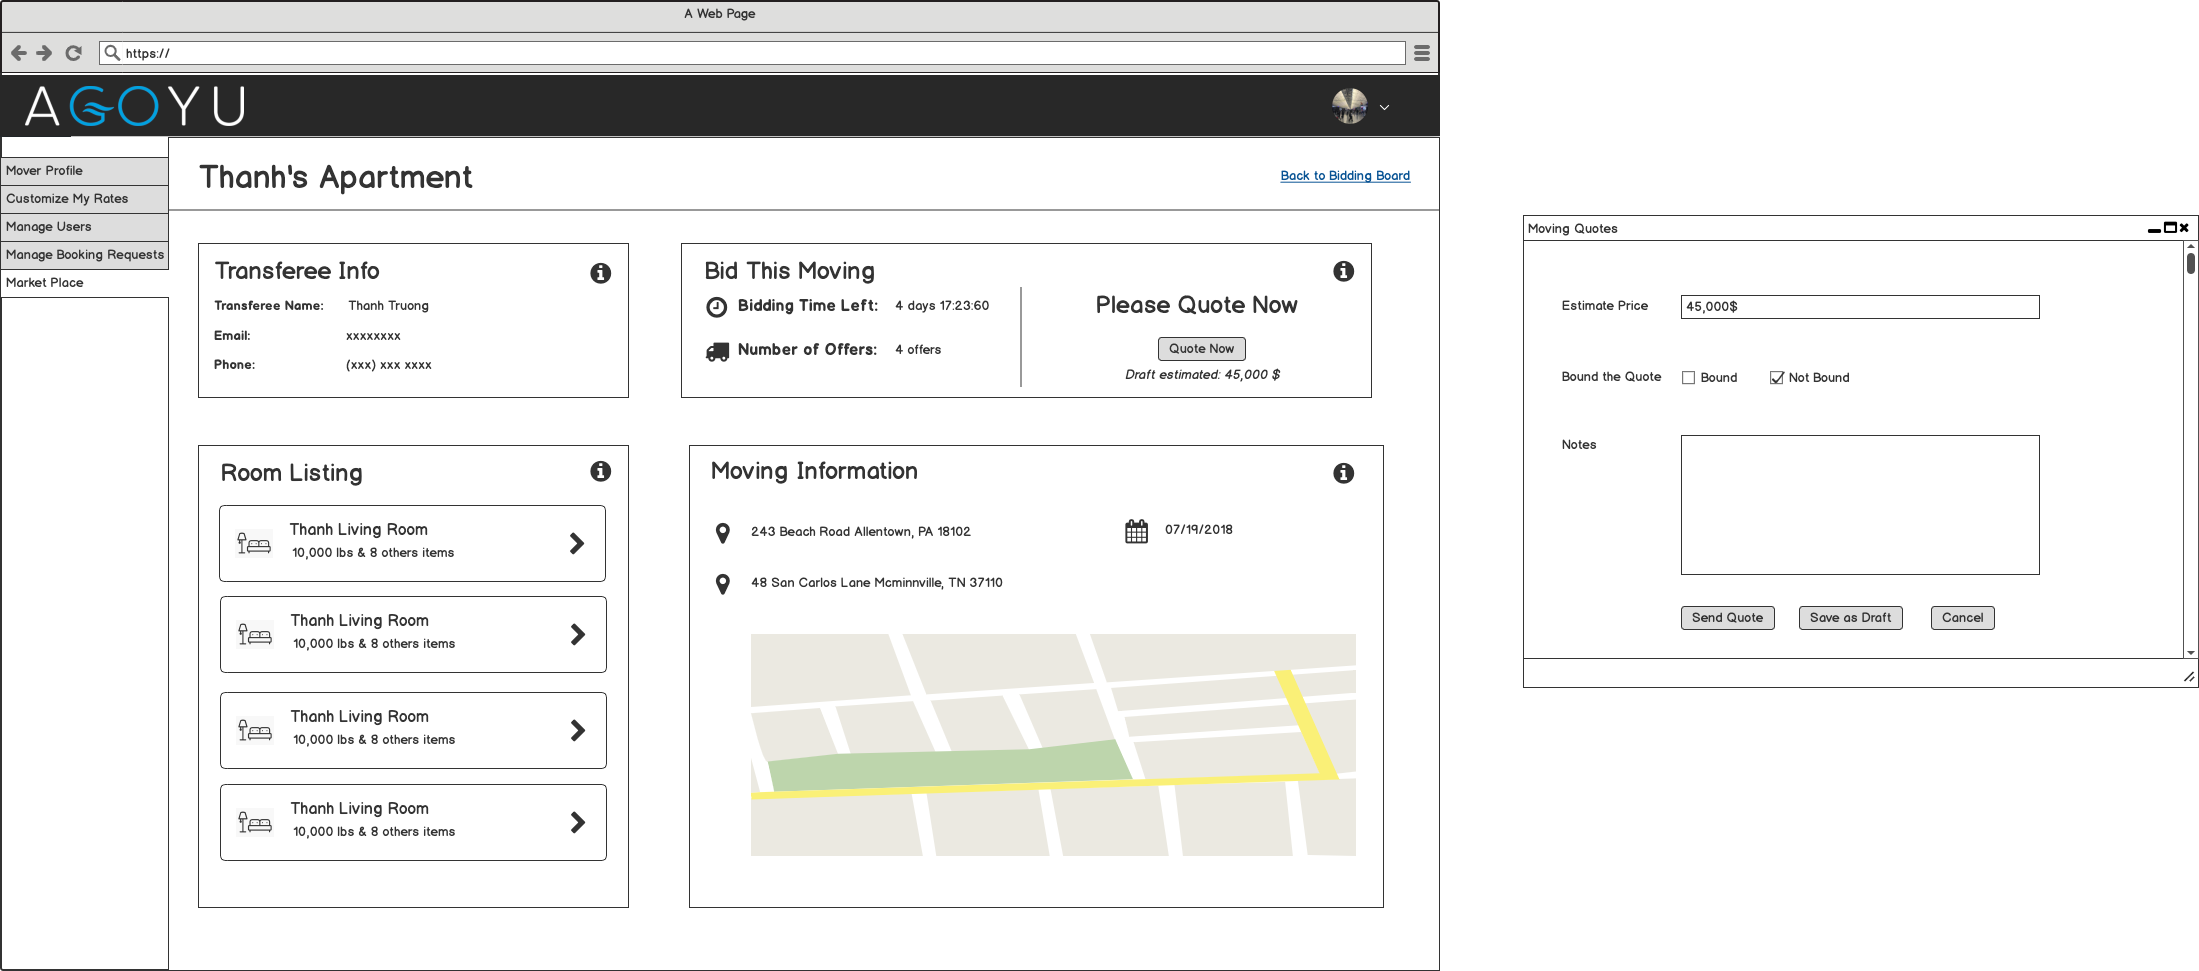 A Web Page
https://
AGOYU
Mover Profile
Customize My Rates
Manage Users
Manage Booking Requests
Market Place
Thanh's Apartment
Back to Bidding Board
Transferee Info
Transferee Name: Thanh Truong
Email: xxxxxxxx
Phone: (xxx) xxx xxxx
Bid This Moving
Bidding Time Left: 4 days 17:23:60
Number of Offers: 4 offers
Please Quote Now
Quote Now
Draft estimated: 45,000 $
Room Listing
Thanh Living Room
10,000 lbs & 8 others items
Thanh Living Room
10,000 lbs & 8 others items
Thanh Living Room
10,000 lbs & 8 others items
Thanh Living Room
10,000 lbs & 8 others items
Moving Information
243 Beach Road Allentown, PA 18102
07/19/2018
48 San Carlos Lane Mcminnville, TN 37110
Moving Quotes
Estimate Price 45,000$
Bound the Quote Bound Not Bound
Notes
Send Quote Save as Draft Cancel